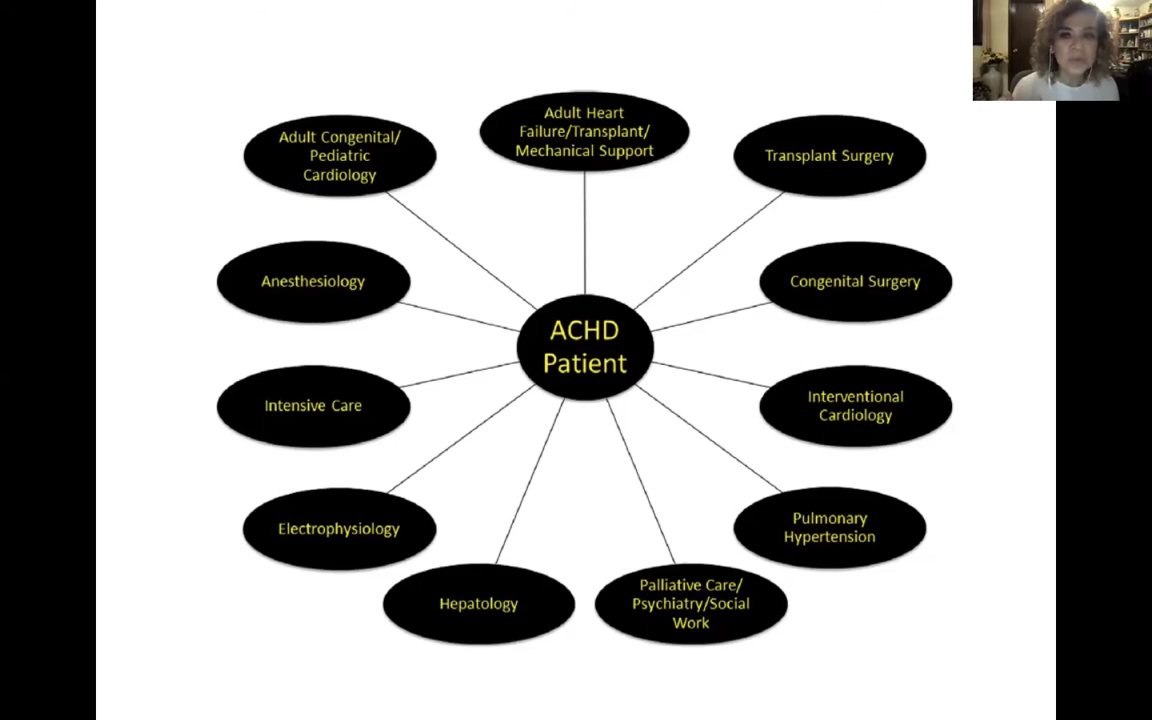 Adult Heart
Failure/Transplant/
Mechanical Support
Adult Congenital/
Pediatric
Cardiology
Transplant Surgery
Anesthesiology
Congenital Surgery
ACHD
Patient
Intensive Care
Interventional
Cardiology
Electrophysiology
Pulmonary
Hypertension
Hepatology
Palliative Care/
Psychiatry/Social
Work